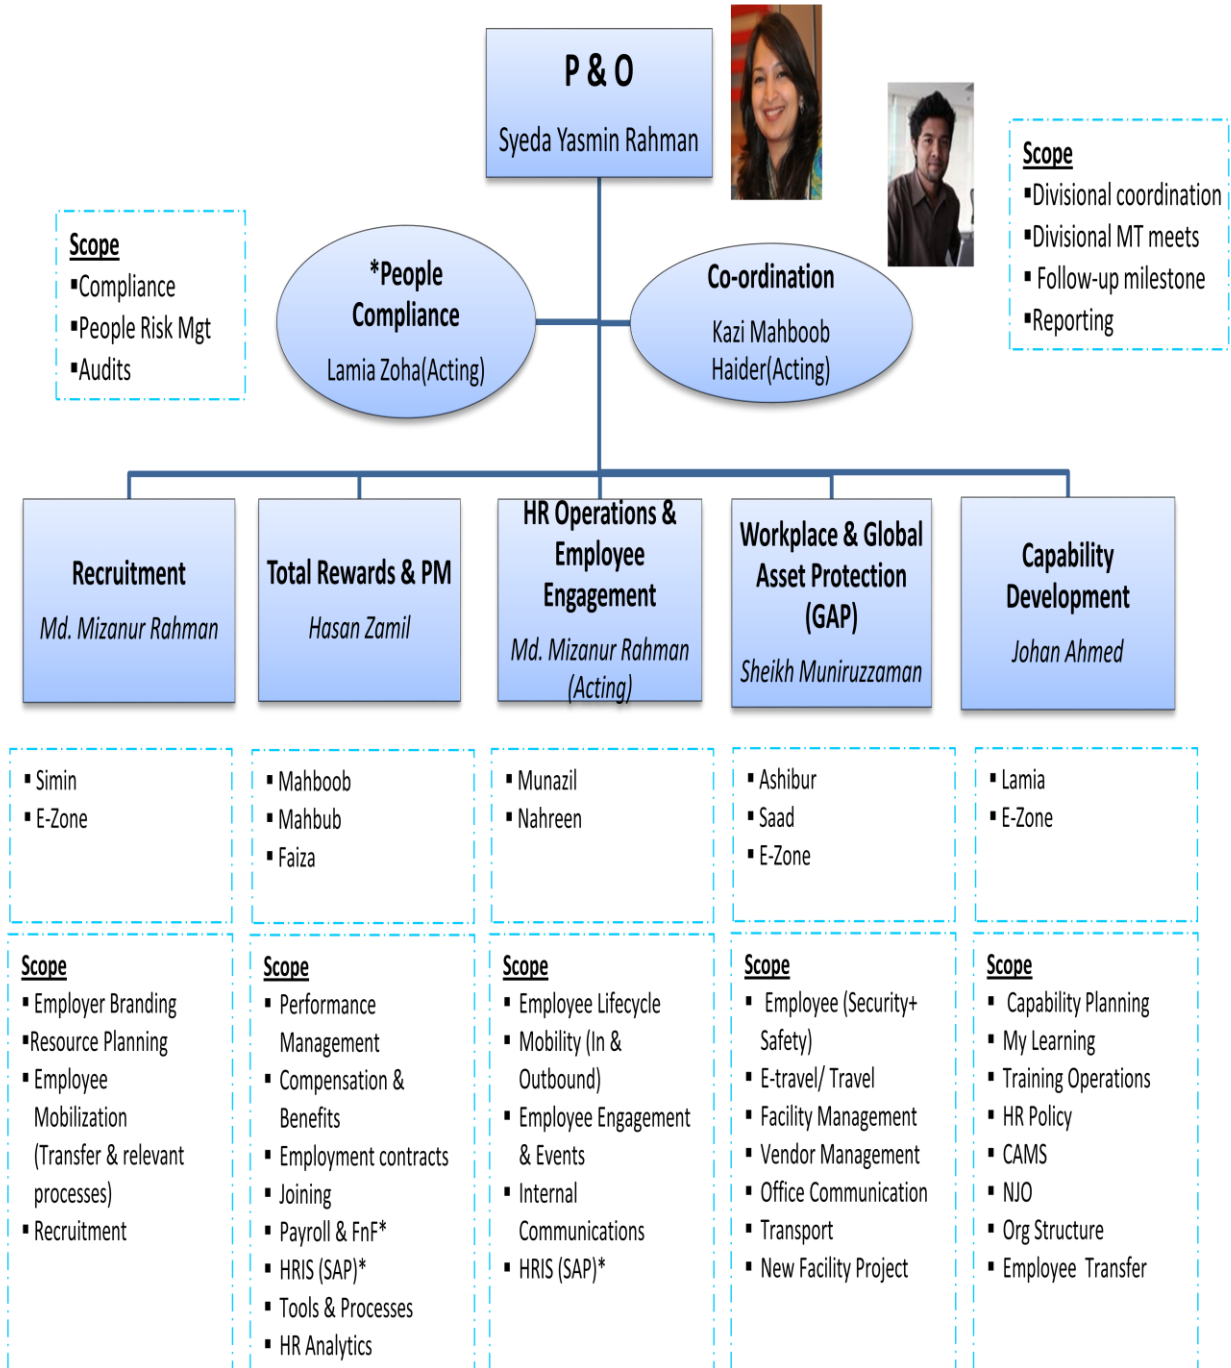 P & O
Syeda Yasmin Rahman
Scope
▪Compliance
▪People Risk Mgt
▪Audits
*People
Compliance
Lamia Zoha(Acting)
Co-ordination
Kazi Mahboob
Haider(Acting)
Scope
▪Divisional coordination
▪Divisional MT meets
▪ Follow-up milestone
▪Reporting
Recruitment
Md. Mizanur Rahman
Total Rewards & PM
Hasan Zamil
HR Operations &
Employee
Engagement
Md. Mizanur Rahman
(Acting)
Workplace & Global
Asset Protection
(GAP)
Sheikh Muniruzzaman
Capability
Development
Johan Ahmed
▪ Simin
▪ E-Zone
▪ Mahboob
▪ Mahbub
▪ Faiza
▪ Munazil
▪ Nahreen
▪ Ashibur
▪ Saad
▪ E-Zone
▪ Lamia
▪ E-Zone
Scope
▪ Employer Branding
▪Resource Planning
▪ Employee
Mobilization
(Transfer & relevant
processes)
▪ Recruitment
Scope
▪ Performance
Management
▪ Compensation &
Benefits
▪ Employment contracts
▪ Joining
▪ Payroll & FnF*
▪ HRIS (SAP)*
▪ Tools & Processes
▪ HR Analytics
Scope
▪ Employee Lifecycle
▪ Mobility (In &
Outbound)
▪ Employee Engagement
& Events
▪ Internal
Communications
▪ HRIS (SAP)*
Scope
▪ Employee (Security+
Safety)
▪ E-travel/ Travel
▪ Facility Management
▪ Vendor Management
▪ Office Communication
▪ Transport
▪ New Facility Project
Scope
▪ Capability Planning
▪ My Learning
▪ Training Operations
▪ HR Policy
▪ CAMS
▪ NJO
▪ Org Structure
▪ Employee Transfer